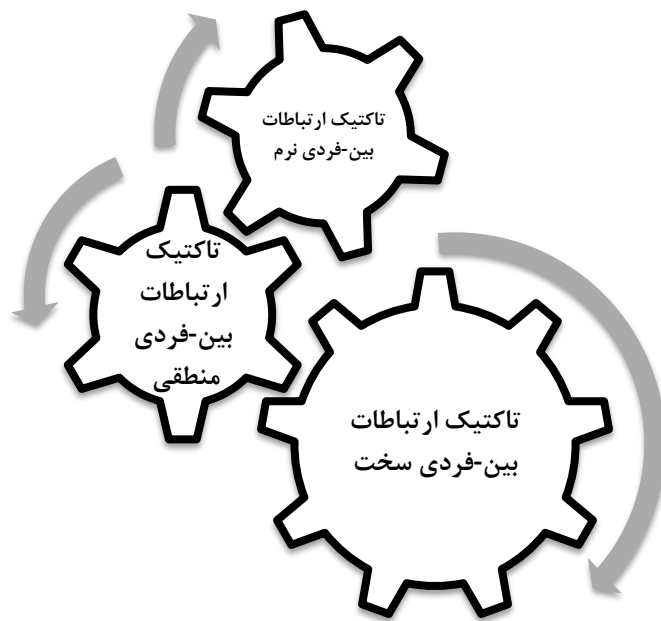 تاکتیک ارتباطات
بین-فردی نرم
تاکتیک
ارتباطات
بین-فردی
منطقی
تاکتیک ارتباطات
بین-فردی سخت